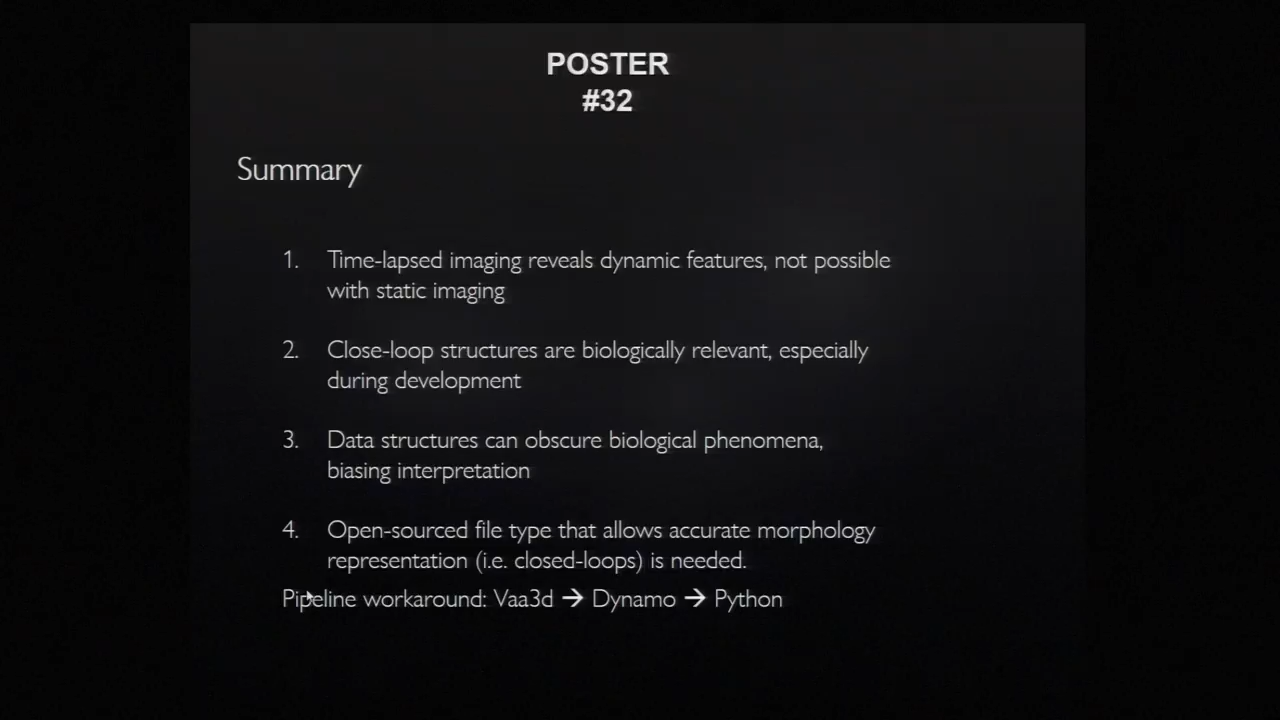 POSTER
#32
Summary
1. Time-lapsed imaging reveals dynamic features, not possible
with static imaging
2. Close-loop structures are biologically relevant, especially
during development
3. Data structures can obscure biological phenomena,
biasing interpretation
4. Open-sourced file type that allows accurate morphology
representation (i.e. closed-loops) is needed.
Pipeline workaround: Vaa3d → Dynamo → Python